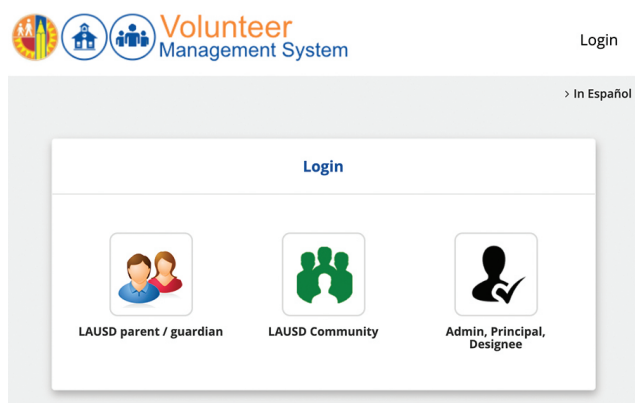 Volunteer
Management System
Login
> In Español
Login
LAUSD parent / guardian
LAUSD Community
Admin, Principal,
Designee